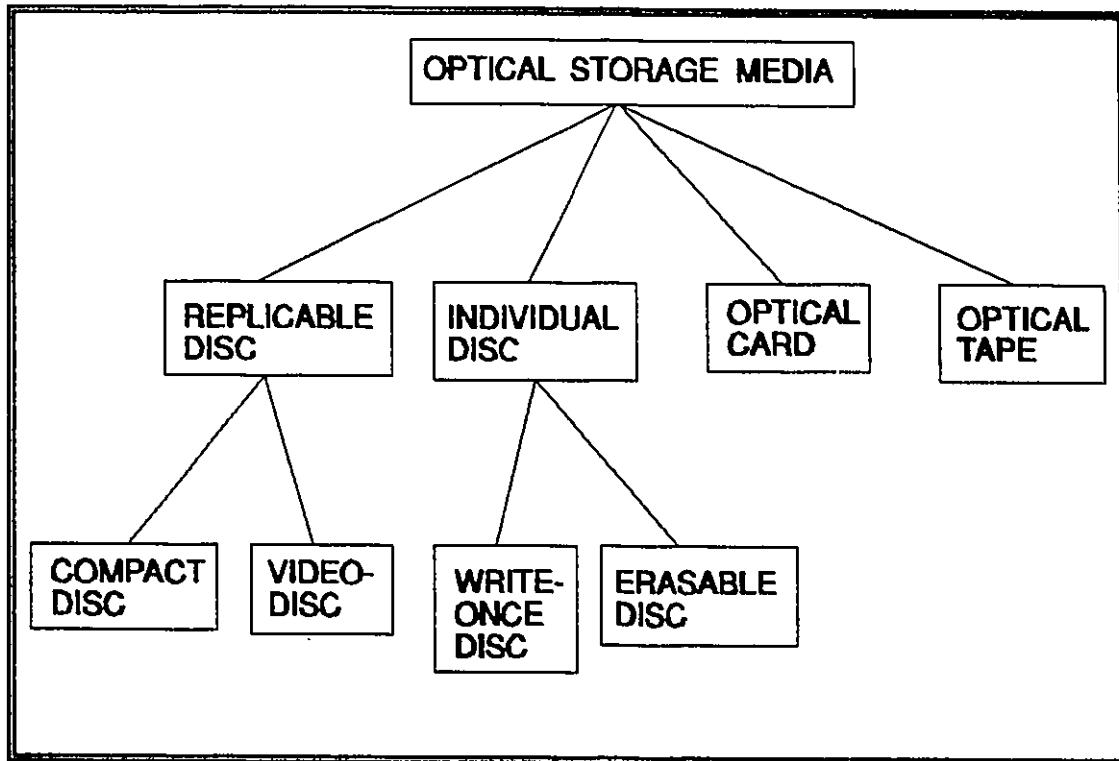 OPTICAL STORAGE MEDIA
REPLICABLE
DISC
INDIVIDUAL
DISC
OPTICAL
CARD
OPTICAL
TAPE
COMPACT
DISC
VIDEO-
DISC
WRITE-
ONCE
DISC
ERASABLE
DISC